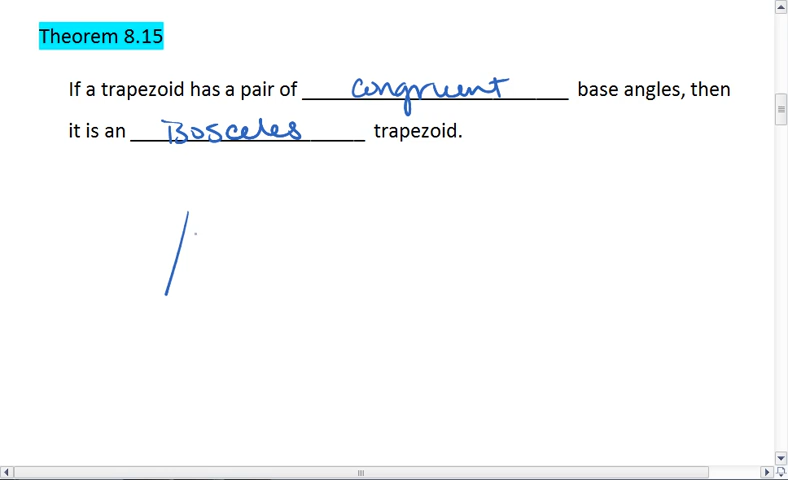 Theorem 8.15
If a trapezoid has a pair of congruent base angles, then
it is an Isosceles trapezoid.